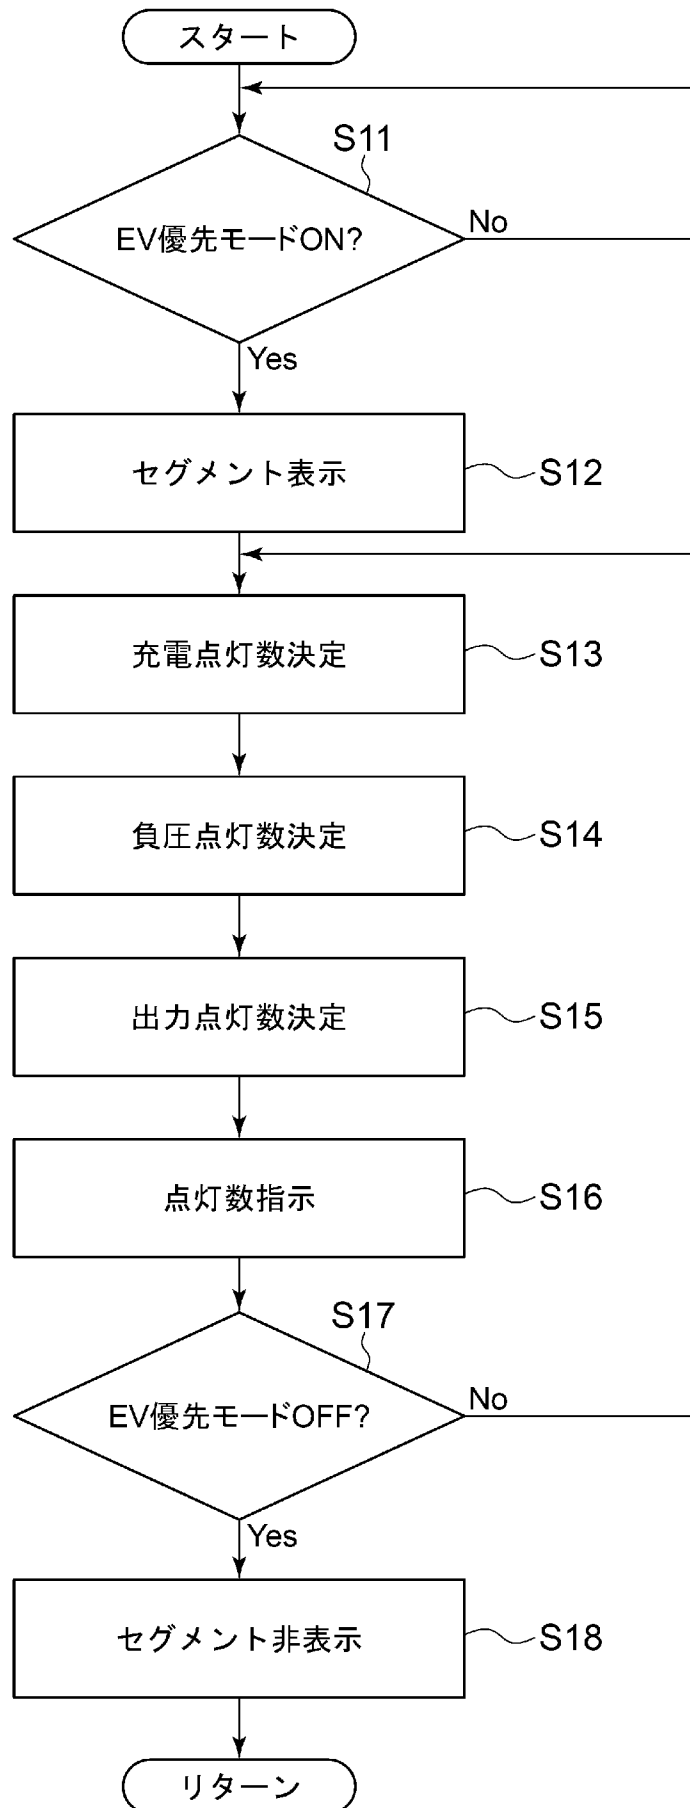 スタート
S11
EV優先モードON?
No
Yes
セグメント表示
S12
充電点灯数決定
S13
負圧点灯数決定
S14
出力点灯数決定
S15
点灯数指示
S16
S17
EV優先モードOFF?
No
Yes
セグメント非表示
S18
リターン